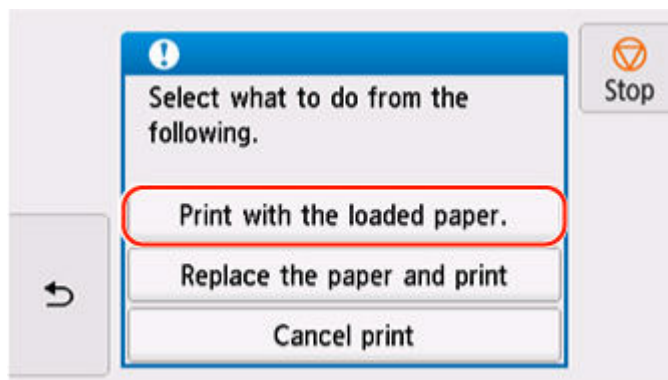 Select what to do from the
following.
Stop
Print with the loaded paper.
Replace the paper and print
Cancel print